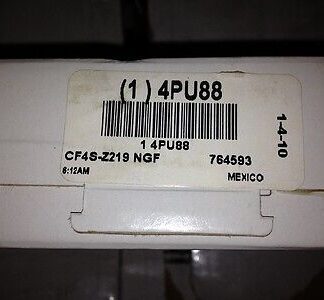 (1) 4PU88
1 4PU88
CF4S-Z219 NGF 764593
6:12AM
MEXICO
1-4-10